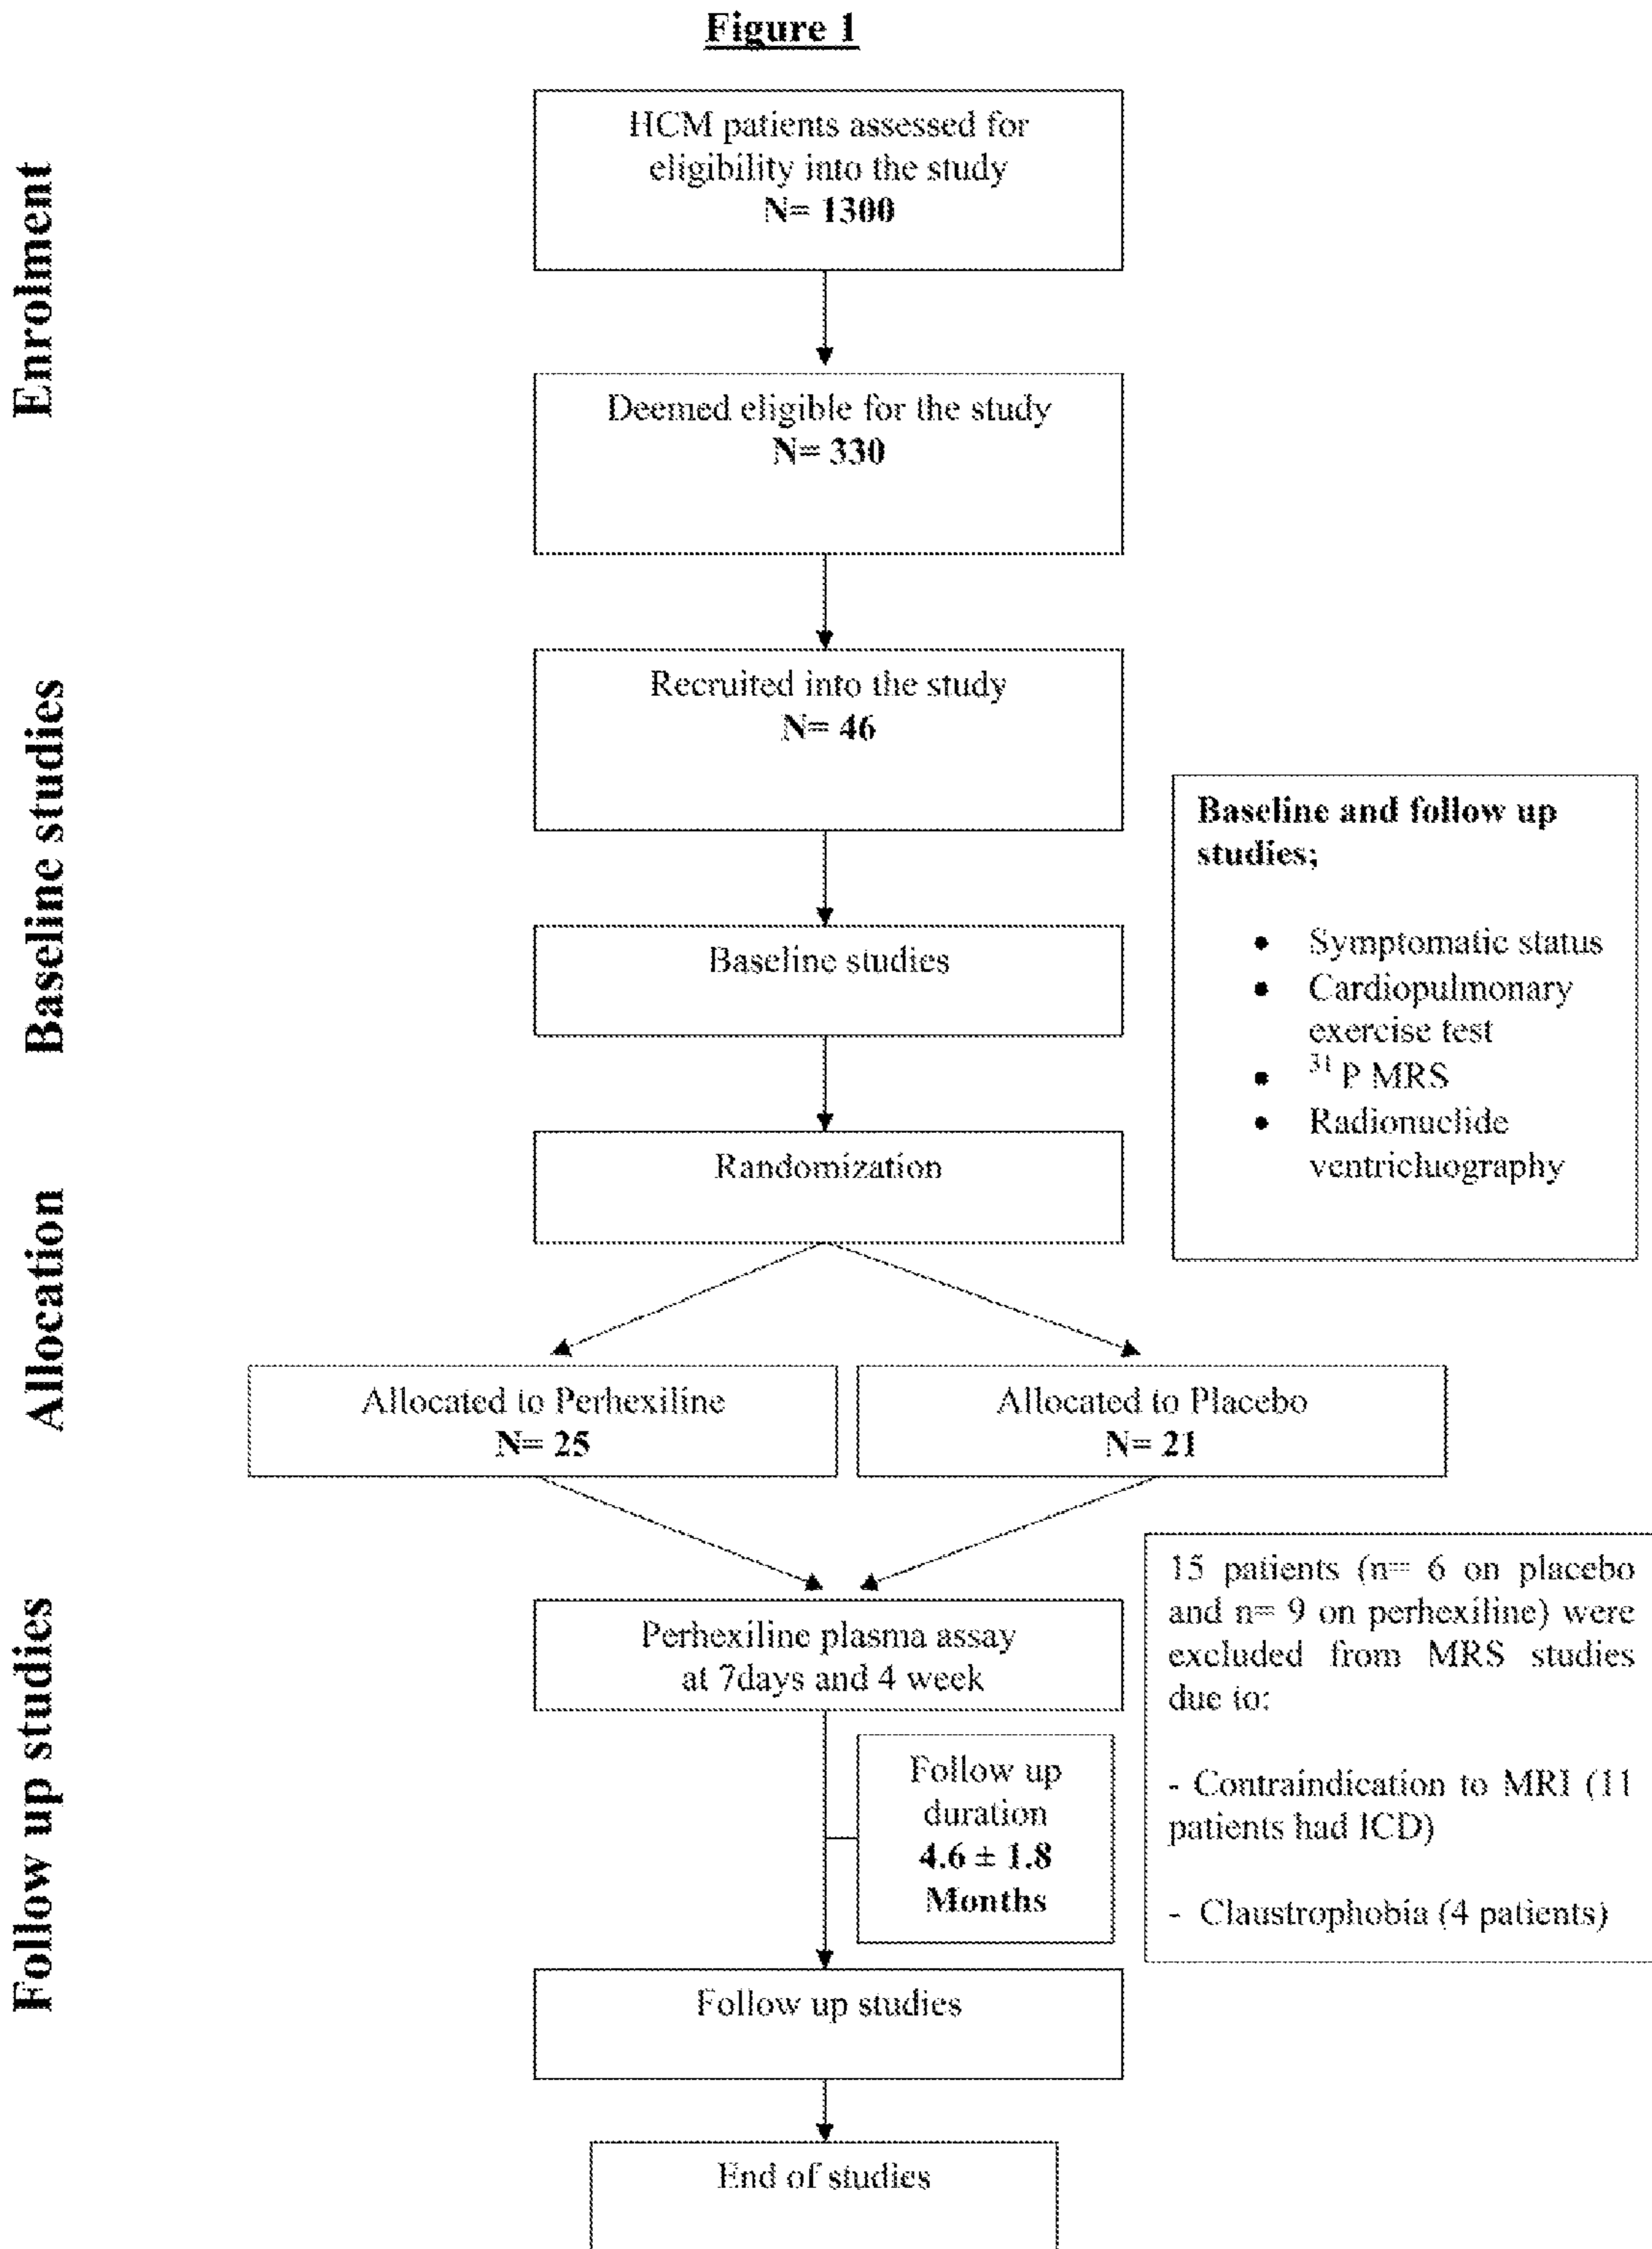 Figure 1
Enrolment
HCM patients assessed for
eligibility into the study
N= 1300
Deemed eligible for the study
N= 330
Baseline studies
Recruited into the study
N= 46
Baseline and follow up
studies;
• Symptomatic status
• Cardiopulmonary
exercise test
• ³¹ P MRS
• Radionuclide
ventricluography
Baseline studies
Randomization
Allocation
Allocated to Perhexiline
N= 25
Allocated to Placebo
N= 21
Follow up studies
Perhexiline plasma assay
at 7days and 4 week
15 patients (n= 6 on placebo
and n= 9 on perhexiline) were
excluded from MRS studies
due to:
- Contraindication to MRI (11
patients had ICD)
- Claustrophobia (4 patients)
Follow up
duration
4.6 ± 1.8
Months
Follow up studies
End of studies